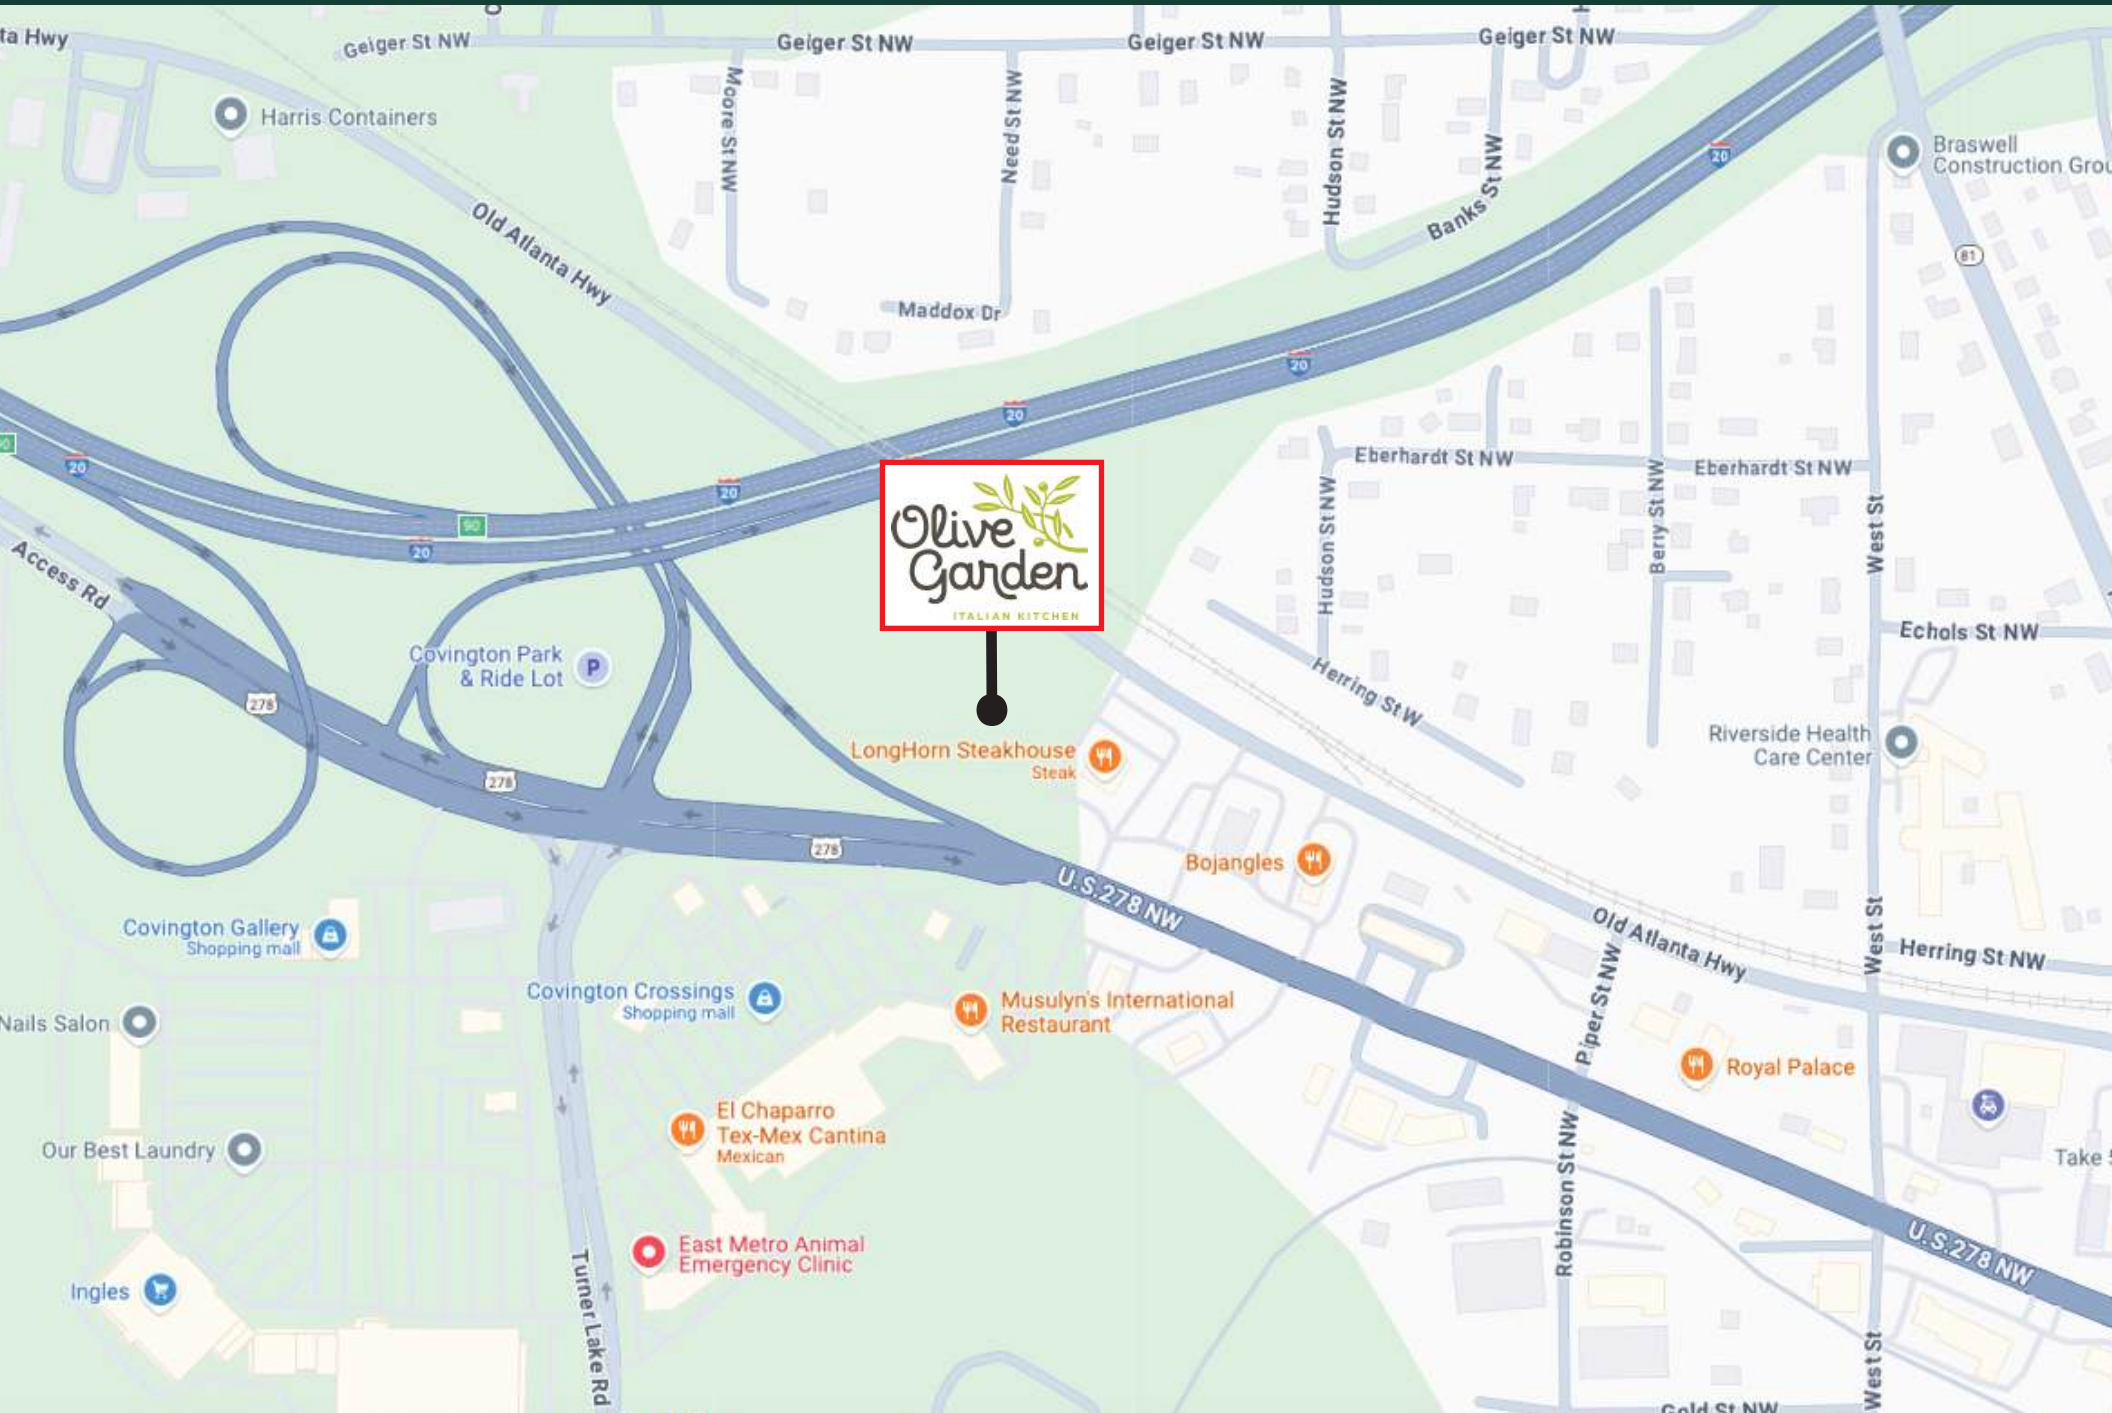 ta Hwy
Geiger St NW
Geiger St NW
Geiger St NW
Geiger St NW
Harris Containers
Moore St NW
Need St NW
Hudson St NW
Banks St NW
Braswell
Construction Grou
Old Atlanta Hwy
81
Maddox Dr
20
20
20
20
20
20
90
Olive
Garden
ITALIAN KITCHEN
Eberhardt St NW
Eberhardt St NW
Hudson St NW
Berry St NW
West St
Echols St NW
Access Rd
Covington Park
& Ride Lot
P
278
278
278
Herring St W
LongHorn Steakhouse
Steak
Riverside Health
Care Center
Bojangles
U.S.278 NW
Old Atlanta Hwy
West St
Herring St NW
Covington Gallery
Shopping mall
Covington Crossings
Shopping mall
Nails Salon
Musulyn's International
Restaurant
Piper St NW
Royal Palace
El Chaparro
Tex-Mex Cantina
Mexican
Our Best Laundry
Take
Robinson St NW
East Metro Animal
Emergency Clinic
U.S.278 NW
Ingles
Turner Lake Rd
West St
Gold St NW